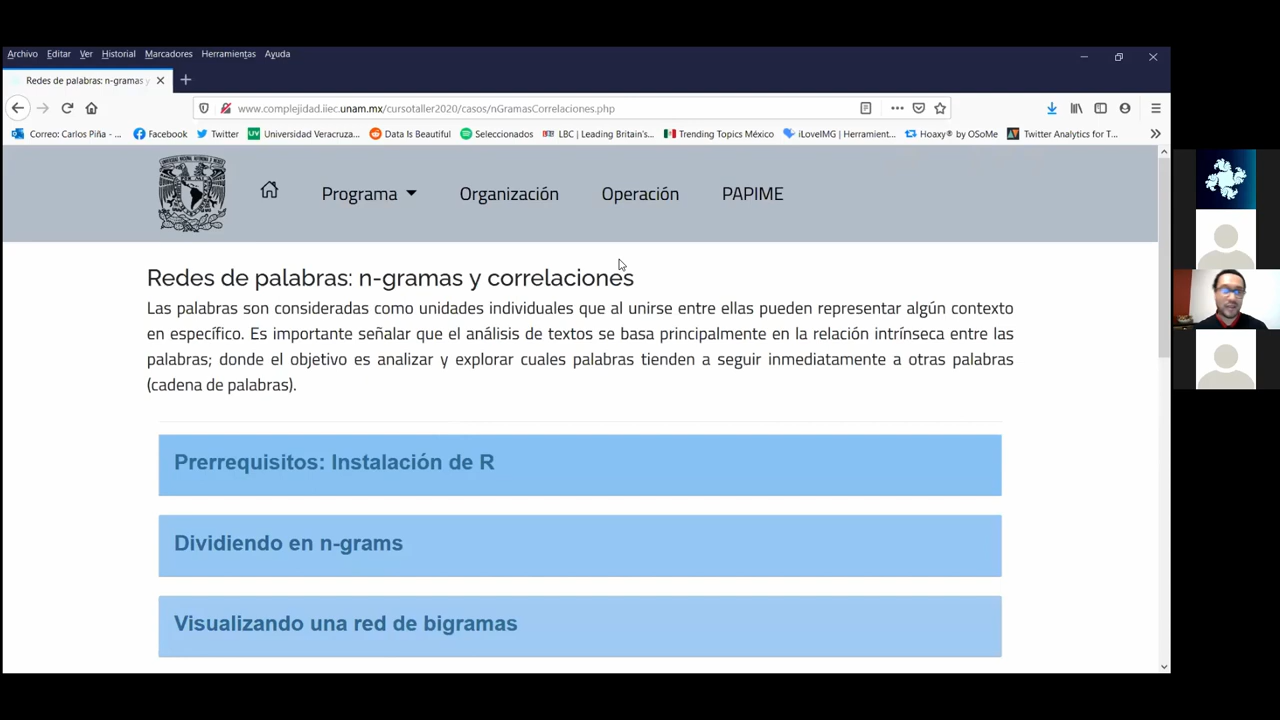 Archivo Editar Ver Historial Marcadores Herramientas Ayuda
Redes de palabras: n-gramas y
www.complejidad.iiec.unam.mx/cursotaller2020/casos/nGramasCorrelaciones.php
Correo: Carlos Piña - ... Facebook Twitter Universidad Veracruza... Data Is Beautiful Seleccionados LBC | Leading Britain's... Trending Topics México iLoveIMG | Herramient... Hoaxy® by OSoMe Twitter Analytics for T...
Programa Organización Operación PAPIME
Redes de palabras: n-gramas y correlaciones
Las palabras son consideradas como unidades individuales que al unirse entre ellas pueden representar algún contexto
en específico. Es importante señalar que el análisis de textos se basa principalmente en la relación intrínseca entre las
palabras; donde el objetivo es analizar y explorar cuales palabras tienden a seguir inmediatamente a otras palabras
(cadena de palabras).
Prerrequisitos: Instalación de R
Dividiendo en n-grams
Visualizando una red de bigramas